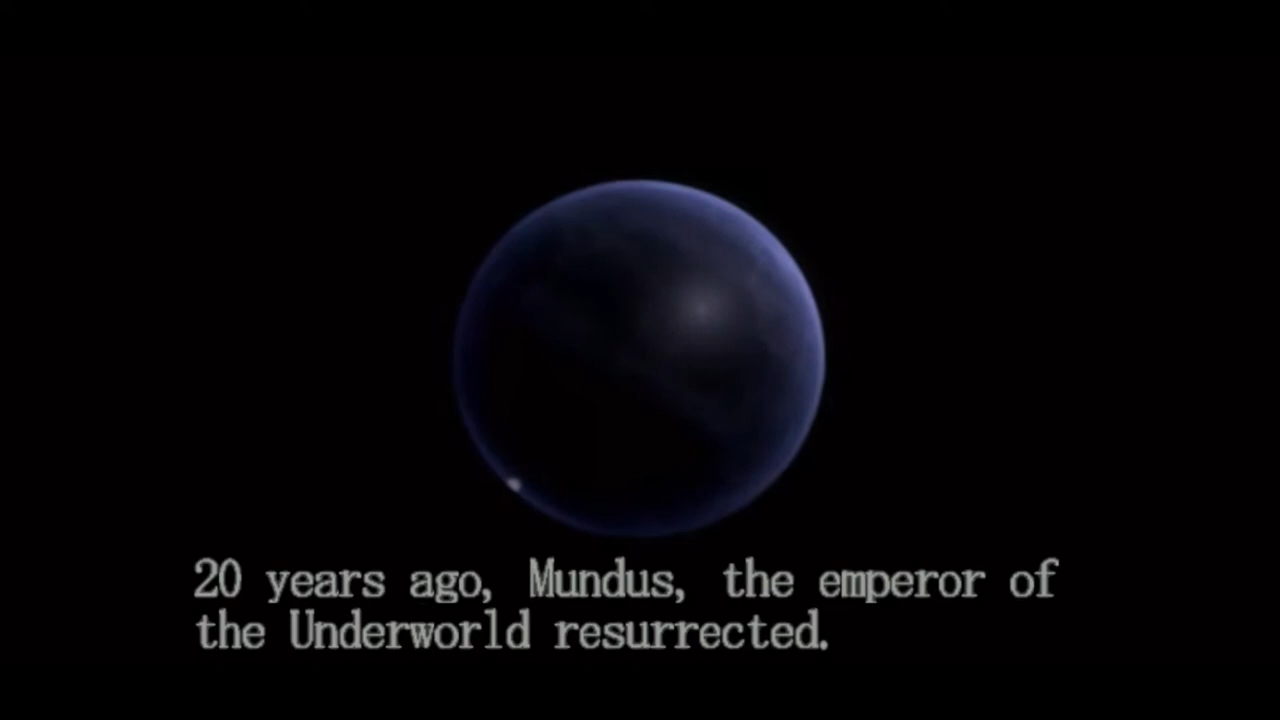 20 years ago, Mundus, the emperor of
the Underworld resurrected.